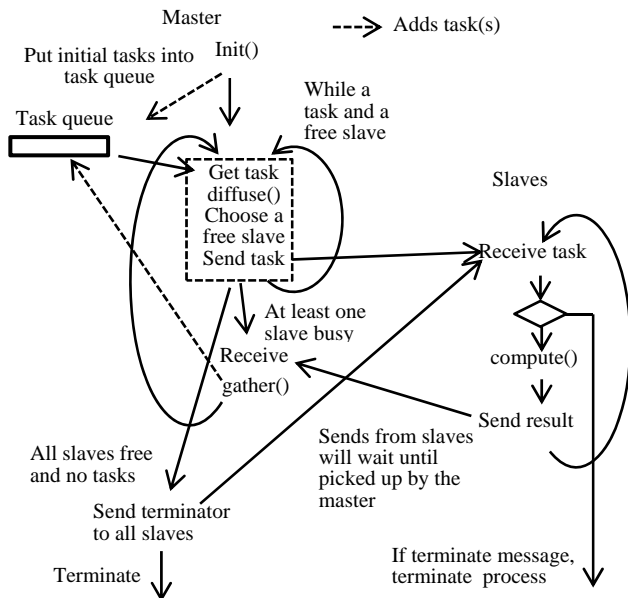 Master
Adds task(s)
Put initial tasks into
task queue
Init()
While a
task and a
free slave
Task queue
Get task
diffuse()
Choose a
free slave
Send task
Slaves
Receive task
At least one
slave busy
Receive
gather()
compute()
Send result
All slaves free
and no tasks
Sends from slaves
will wait until
picked up by the
master
Send terminator
to all slaves
Terminate
If terminate message,
terminate process